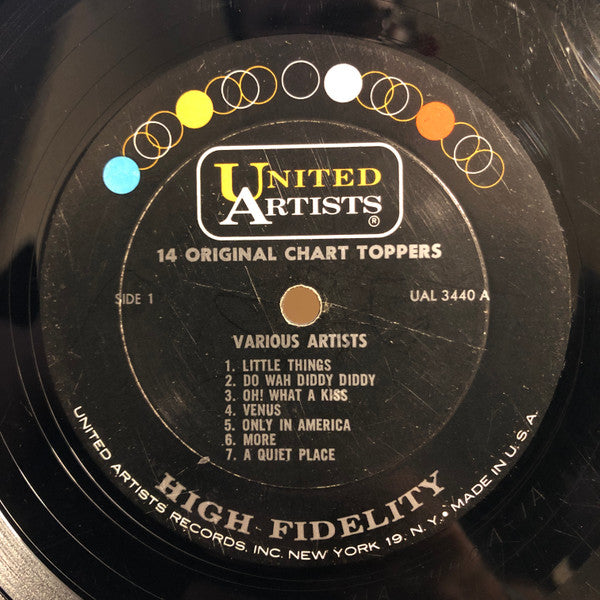 UNITED
ARTISTS
®
14 ORIGINAL CHART TOPPERS
SIDE 1
UAL 3440 A
VARIOUS ARTISTS
1. LITTLE THINGS
2. DO WAH DIDDY DIDDY
3. OH! WHAT A KISS
4. VENUS
5. ONLY IN AMERICA
6. MORE
7. A QUIET PLACE
HIGH FIDELITY
UNITED ARTISTS RECORDS, INC. NEW YORK 19, N.Y. • MADE IN U.S.A.